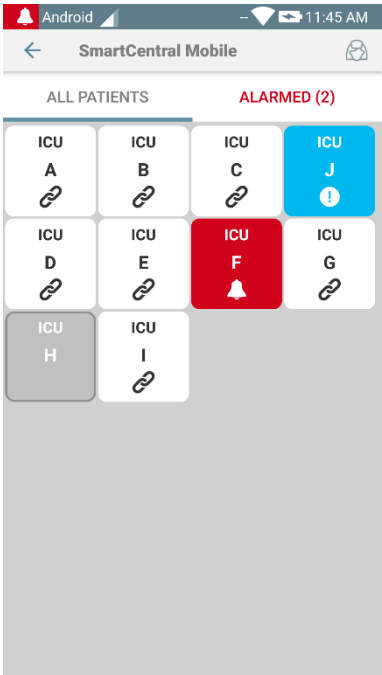 Android -- 11:45 AM
SmartCentral Mobile
ALL PATIENTS ALARMED (2)
ICU ICU ICU ICU
A B C J
ICU ICU ICU ICU
D E F G
ICU ICU
H I